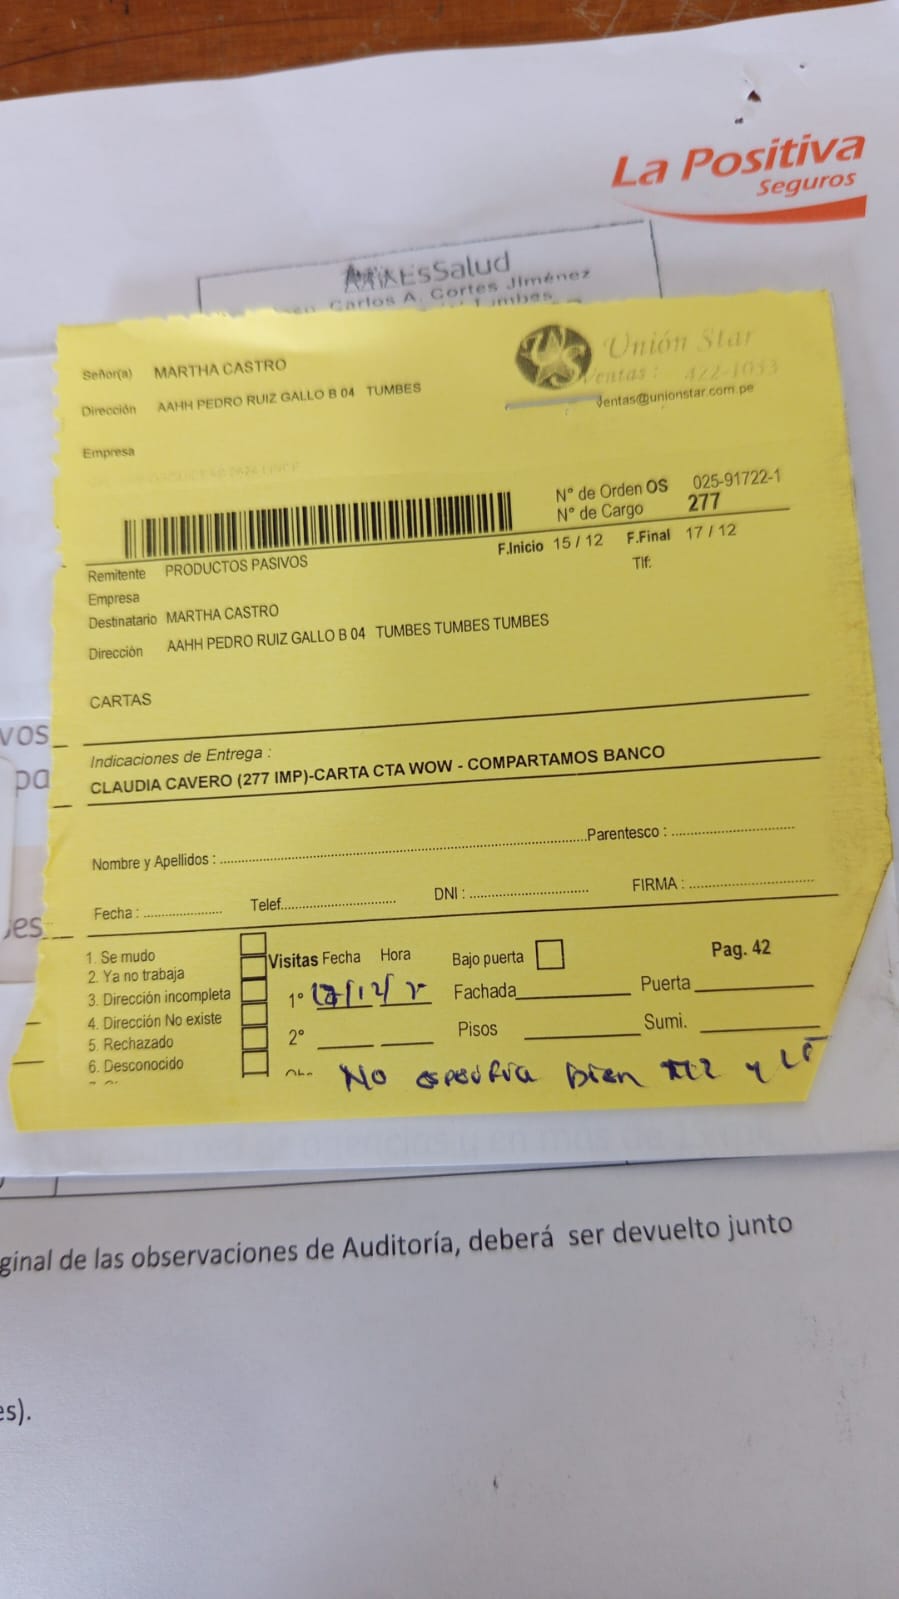 La Positiva
Seguros
EsSalud
Carlos A. Cortes Jiménez
Tumbes
Señor(a) MARTHA CASTRO
Dirección AAHH PEDRO RUIZ GALLO B 04 TUMBES
Empresa
Unión Star
Ventas: 422-1033
ventas@unionstar.com.pe
N° de Orden OS 025-91722-1
N° de Cargo 277
F.Inicio 15 / 12 F.Final 17 / 12
Tlf:
Remitente PRODUCTOS PASIVOS
Empresa
Destinatario MARTHA CASTRO
Dirección AAHH PEDRO RUIZ GALLO B 04 TUMBES TUMBES TUMBES
CARTAS
Indicaciones de Entrega :
CLAUDIA CAVERO (277 IMP)-CARTA CTA WOW - COMPARTAMOS BANCO
Nombre y Apellidos : Parentesco :
Fecha : Telef. DNI : FIRMA :
1. Se mudo
2. Ya no trabaja
3. Dirección incompleta
4. Dirección No existe
5. Rechazado
6. Desconocido
Visitas Fecha Hora Bajo puerta Pag. 42
1° 17/12/ Fachada Puerta
2° Pisos Sumi.
No bien y
ginal de las observaciones de Auditoría, deberá ser devuelto junto
es).